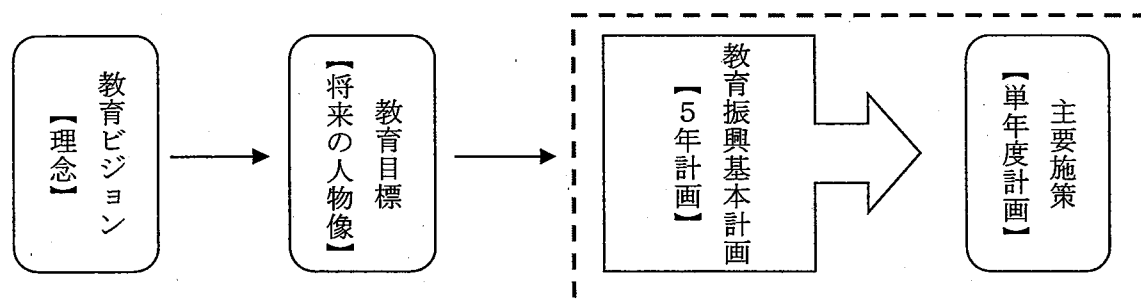 教育ビジョン
【理念】
教育目標
【将来の人物像】
教育振興基本計画
【5年計画】
主要施策
【単年度計画】